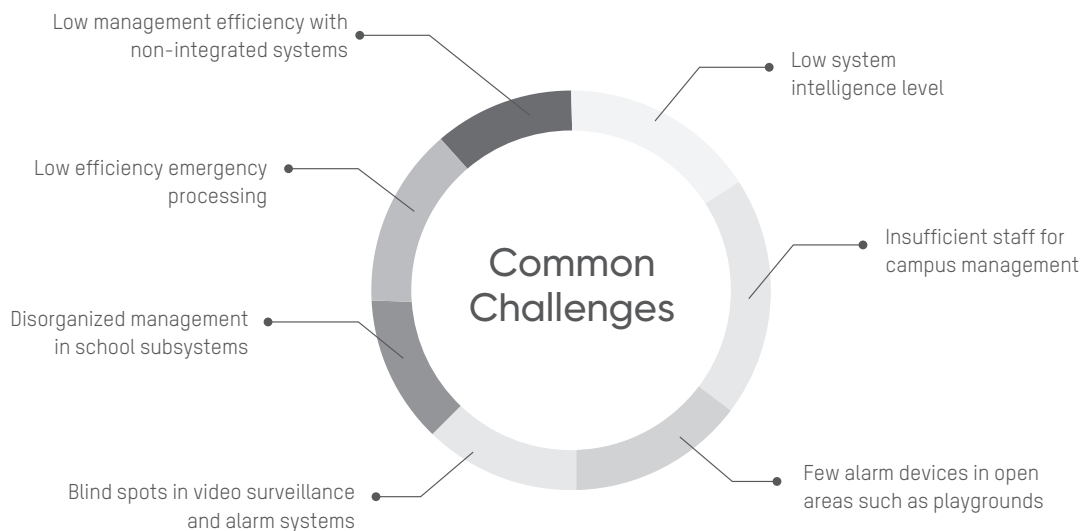 Low management efficiency with
non-integrated systems
Low system
intelligence level
Low efficiency emergency
processing
Insufficient staff for
campus management
Common
Challenges
Disorganized management
in school subsystems
Few alarm devices in open
areas such as playgrounds
Blind spots in video surveillance
and alarm systems